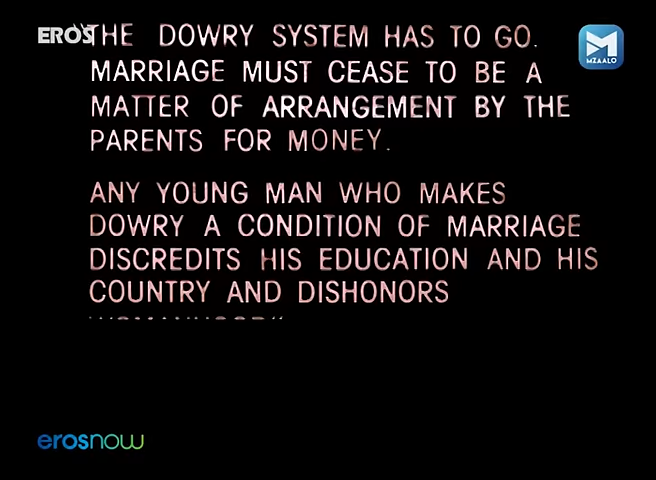 EROS
THE DOWRY SYSTEM HAS TO GO.
MARRIAGE MUST CEASE TO BE A
MATTER OF ARRANGEMENT BY THE
PARENTS FOR MONEY.
ANY YOUNG MAN WHO MAKES
DOWRY A CONDITION OF MARRIAGE
DISCREDITS HIS EDUCATION AND HIS
COUNTRY AND DISHONORS
MZAALO
erosnow